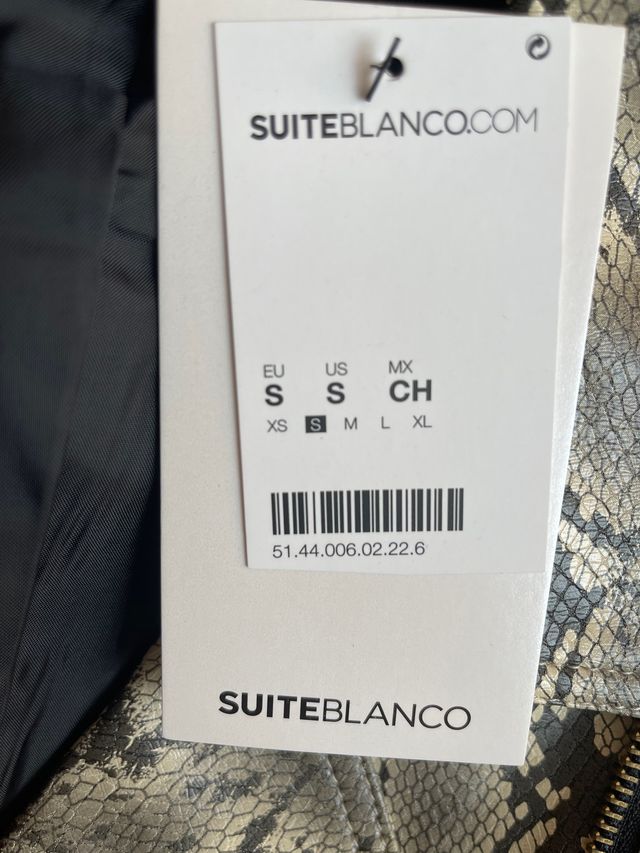 SUITEBLANCO.COM
EU US MX
S S CH
XS S M L XL
51.44.006.02.22.6
SUITEBLANCO